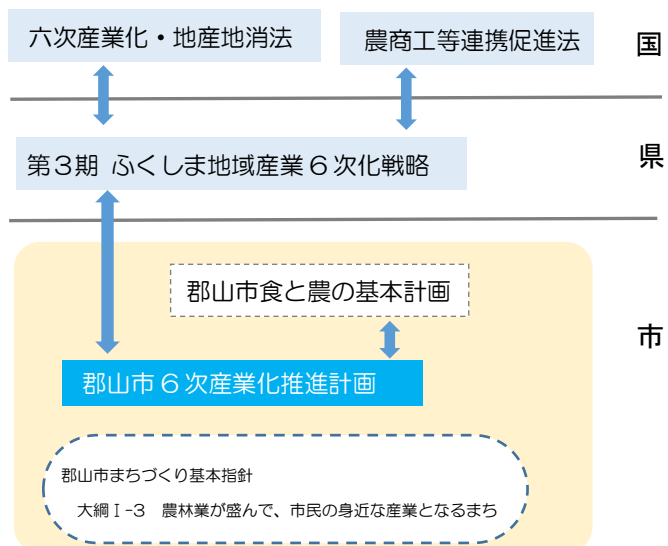 六次産業化・地産地消法
農商工等連携促進法
国
第3期 ふくしま地域産業6次化戦略
県
郡山市食と農の基本計画
市
郡山市6次産業化推進計画
郡山市まちづくり基本指針
大綱Ⅰ-3 農林業が盛んで、市民の身近な産業となるまち